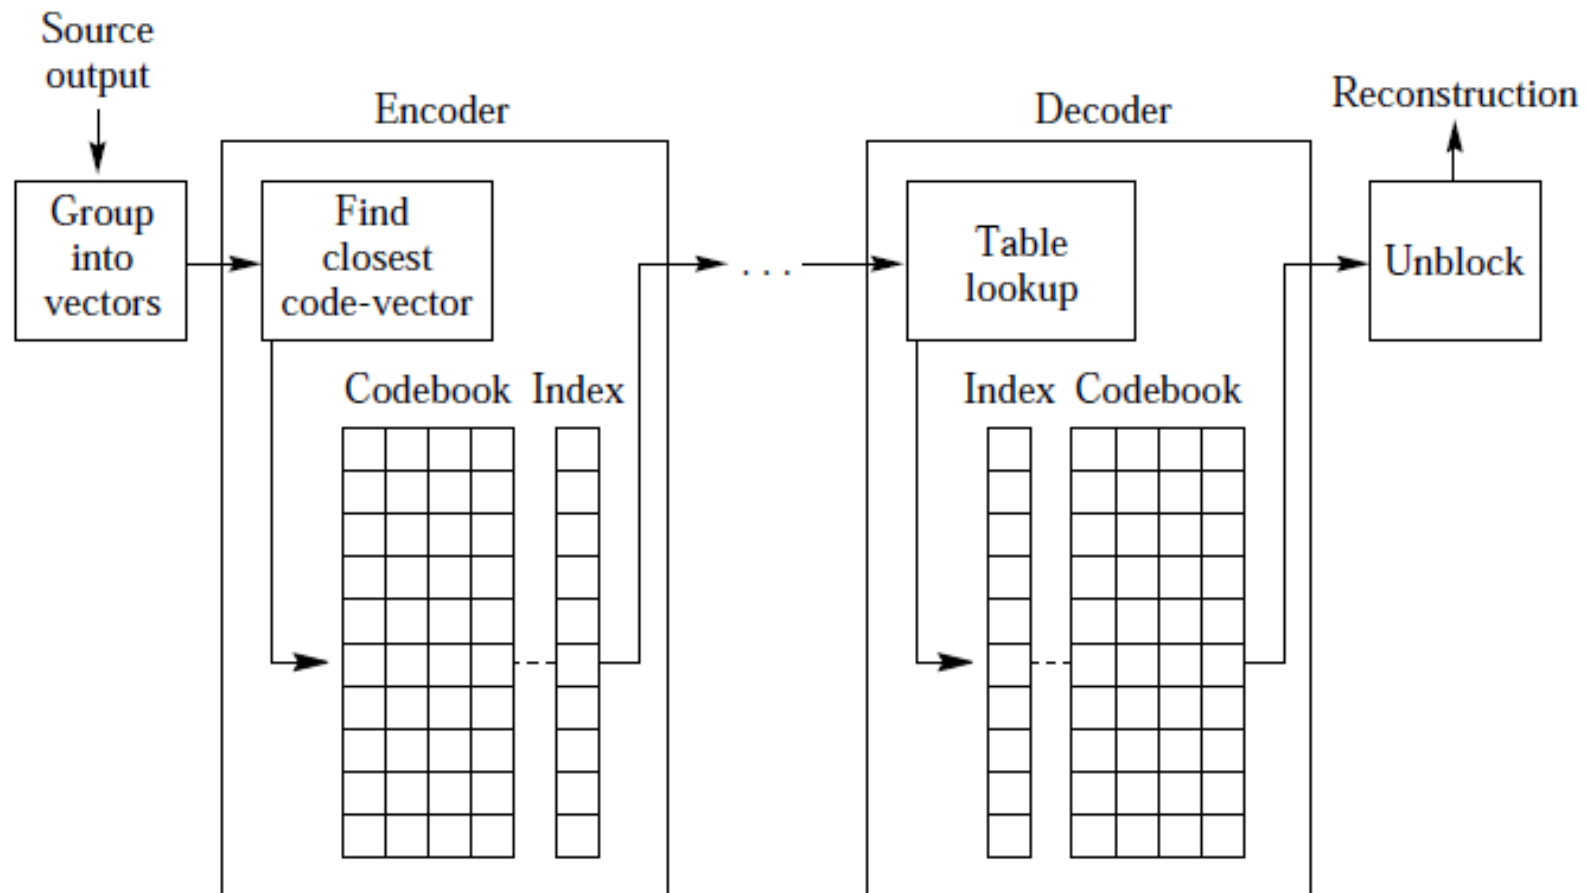 Source
output
Encoder
Decoder
Reconstruction
Group
into
vectors
Find
closest
code-vector
. . .
Table
lookup
Unblock
Codebook Index
Index Codebook